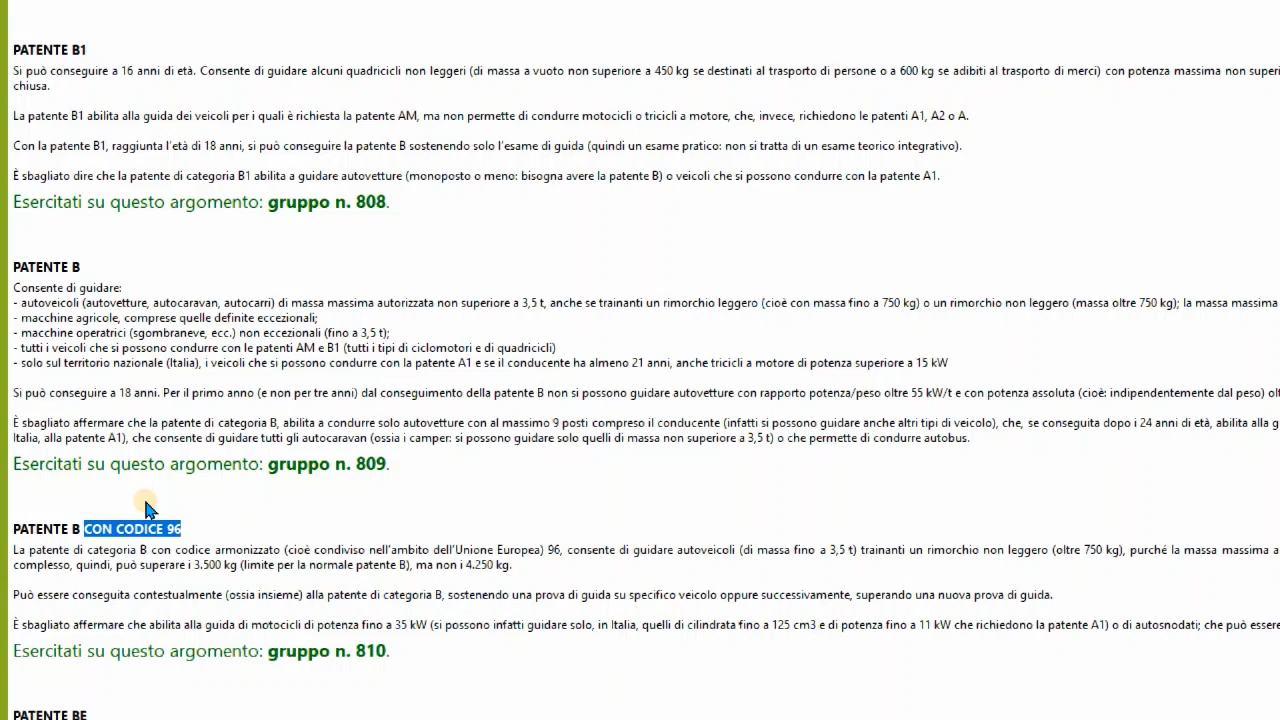 PATENTE B1
Si può conseguire a 16 anni di età. Consente di guidare alcuni quadricicli non leggeri (di massa a vuoto non superiore a 450 kg se destinati al trasporto di persone o a 600 kg se adibiti al trasporto di merci) con potenza massima non superi
chiusa.
La patente B1 abilita alla guida dei veicoli per i quali è richiesta la patente AM, ma non permette di condurre motocicli o tricicli a motore, che, invece, richiedono le patenti A1, A2 o A.
Con la patente B1, raggiunta l'età di 18 anni, si può conseguire la patente B sostenendo solo l'esame di guida (quindi un esame pratico: non si tratta di un esame teorico integrativo).
È sbagliato dire che la patente di categoria B1 abilita a guidare autovetture (monoposto o meno: bisogna avere la patente B) o veicoli che si possono condurre con la patente A1.
Esercitati su questo argomento: gruppo n. 808.
PATENTE B
Consente di guidare:
- autoveicoli (autovetture, autocaravan, autocarri) di massa massima autorizzata non superiore a 3,5 t, anche se trainanti un rimorchio leggero (cioè con massa fino a 750 kg) o un rimorchio non leggero (massa oltre 750 kg); la massa massima
- macchine agricole, comprese quelle definite eccezionali;
- macchine operatrici (sgombraneve, ecc.) non eccezionali (fino a 3,5 t);
- tutti i veicoli che si possono condurre con le patenti AM e B1 (tutti i tipi di ciclomotori e di quadricicli)
- solo sul territorio nazionale (Italia), i veicoli che si possono condurre con la patente A1 e se il conducente ha almeno 21 anni, anche tricicli a motore di potenza superiore a 15 kW
Si può conseguire a 18 anni. Per il primo anno (e non per tre anni) dal conseguimento della patente B non si possono guidare autovetture con rapporto potenza/peso oltre 55 kW/t e con potenza assoluta (cioè: indipendentemente dal peso) olt
È sbagliato affermare che la patente di categoria B, abilita a condurre solo autovetture con al massimo 9 posti compreso il conducente (infatti si possono guidare anche altri tipi di veicolo), che, se conseguita dopo i 24 anni di età, abilita alla g
Italia, alla patente A1), che consente di guidare tutti gli autocaravan (ossia i camper: si possono guidare solo quelli di massa non superiore a 3,5 t) o che permette di condurre autobus.
Esercitati su questo argomento: gruppo n. 809.
PATENTE B CON CODICE 96
La patente di categoria B con codice armonizzato (cioè condiviso nell'ambito dell'Unione Europea) 96, consente di guidare autoveicoli (di massa fino a 3,5 t) trainanti un rimorchio non leggero (oltre 750 kg), purché la massa massima a
complesso, quindi, può superare i 3.500 kg (limite per la normale patente B), ma non i 4.250 kg.
Può essere conseguita contestualmente (ossia insieme) alla patente di categoria B, sostenendo una prova di guida su specifico veicolo oppure successivamente, superando una nuova prova di guida.
È sbagliato affermare che abilita alla guida di motocicli di potenza fino a 35 kW (si possono infatti guidare solo, in Italia, quelli di cilindrata fino a 125 cm3 e di potenza fino a 11 kW che richiedono la patente A1) o di autosnodati; che può essere
Esercitati su questo argomento: gruppo n. 810.
PATENTE BE